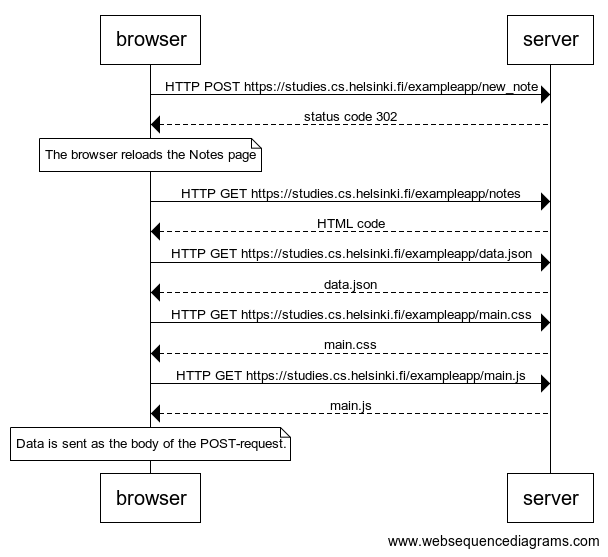 browser
server
HTTP POST https://studies.cs.helsinki.fi/exampleapp/new_note
status code 302
The browser reloads the Notes page
HTTP GET https://studies.cs.helsinki.fi/exampleapp/notes
HTML code
HTTP GET https://studies.cs.helsinki.fi/exampleapp/data.json
data.json
HTTP GET https://studies.cs.helsinki.fi/exampleapp/main.css
main.css
HTTP GET https://studies.cs.helsinki.fi/exampleapp/main.js
main.js
Data is sent as the body of the POST-request.
browser
server
www.websequencediagrams.com